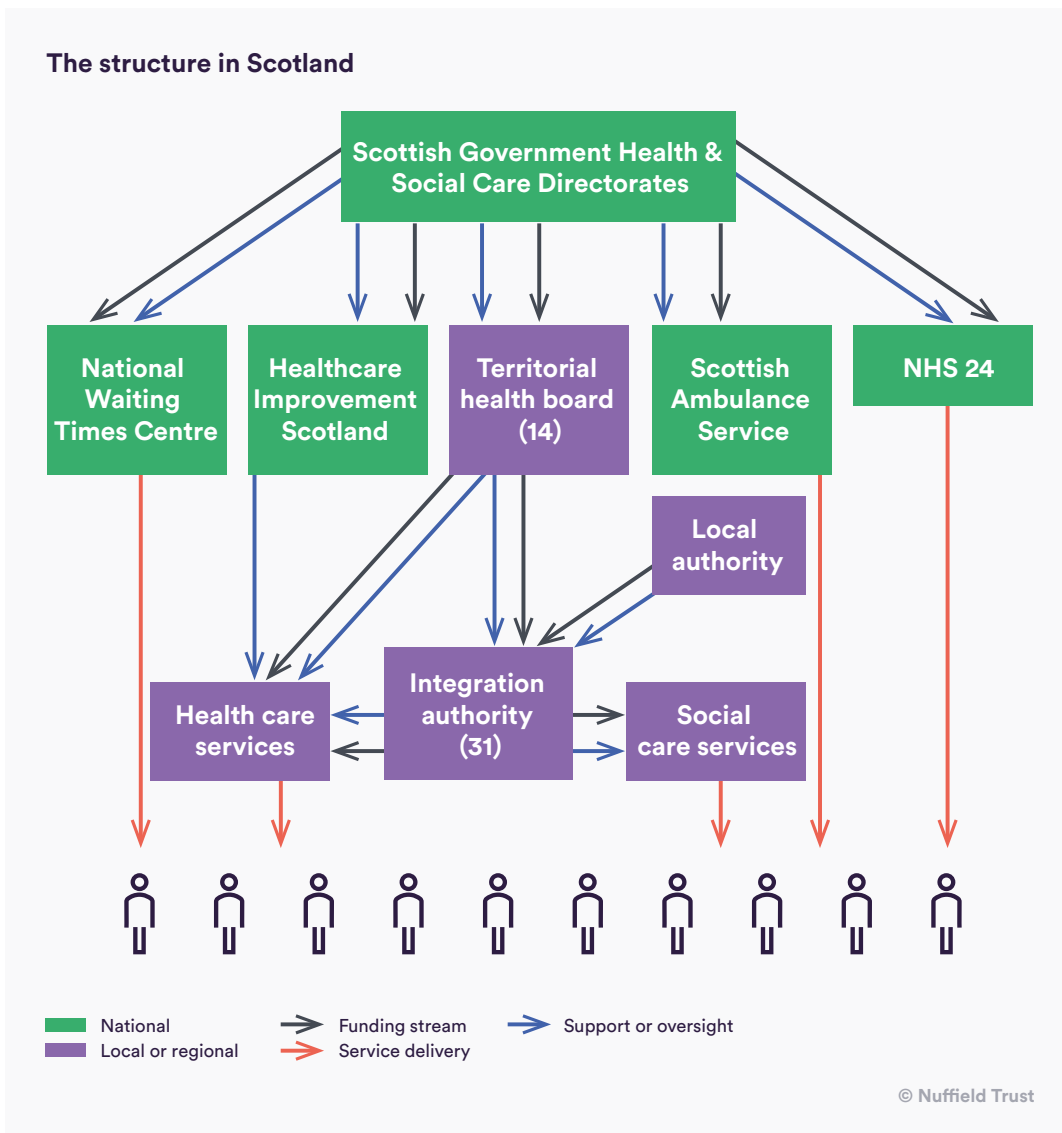 The structure in Scotland
Scottish Government Health &
Social Care Directorates
National
Waiting
Times Centre
Healthcare
Improvement
Scotland
Territorial
health board
(14)
Scottish
Ambulance
Service
NHS 24
Local
authority
Integration
authority
(31)
Health care
services
Social
care services
National
Local or regional
Funding stream
Service delivery
Support or oversight
© Nuffield Trust